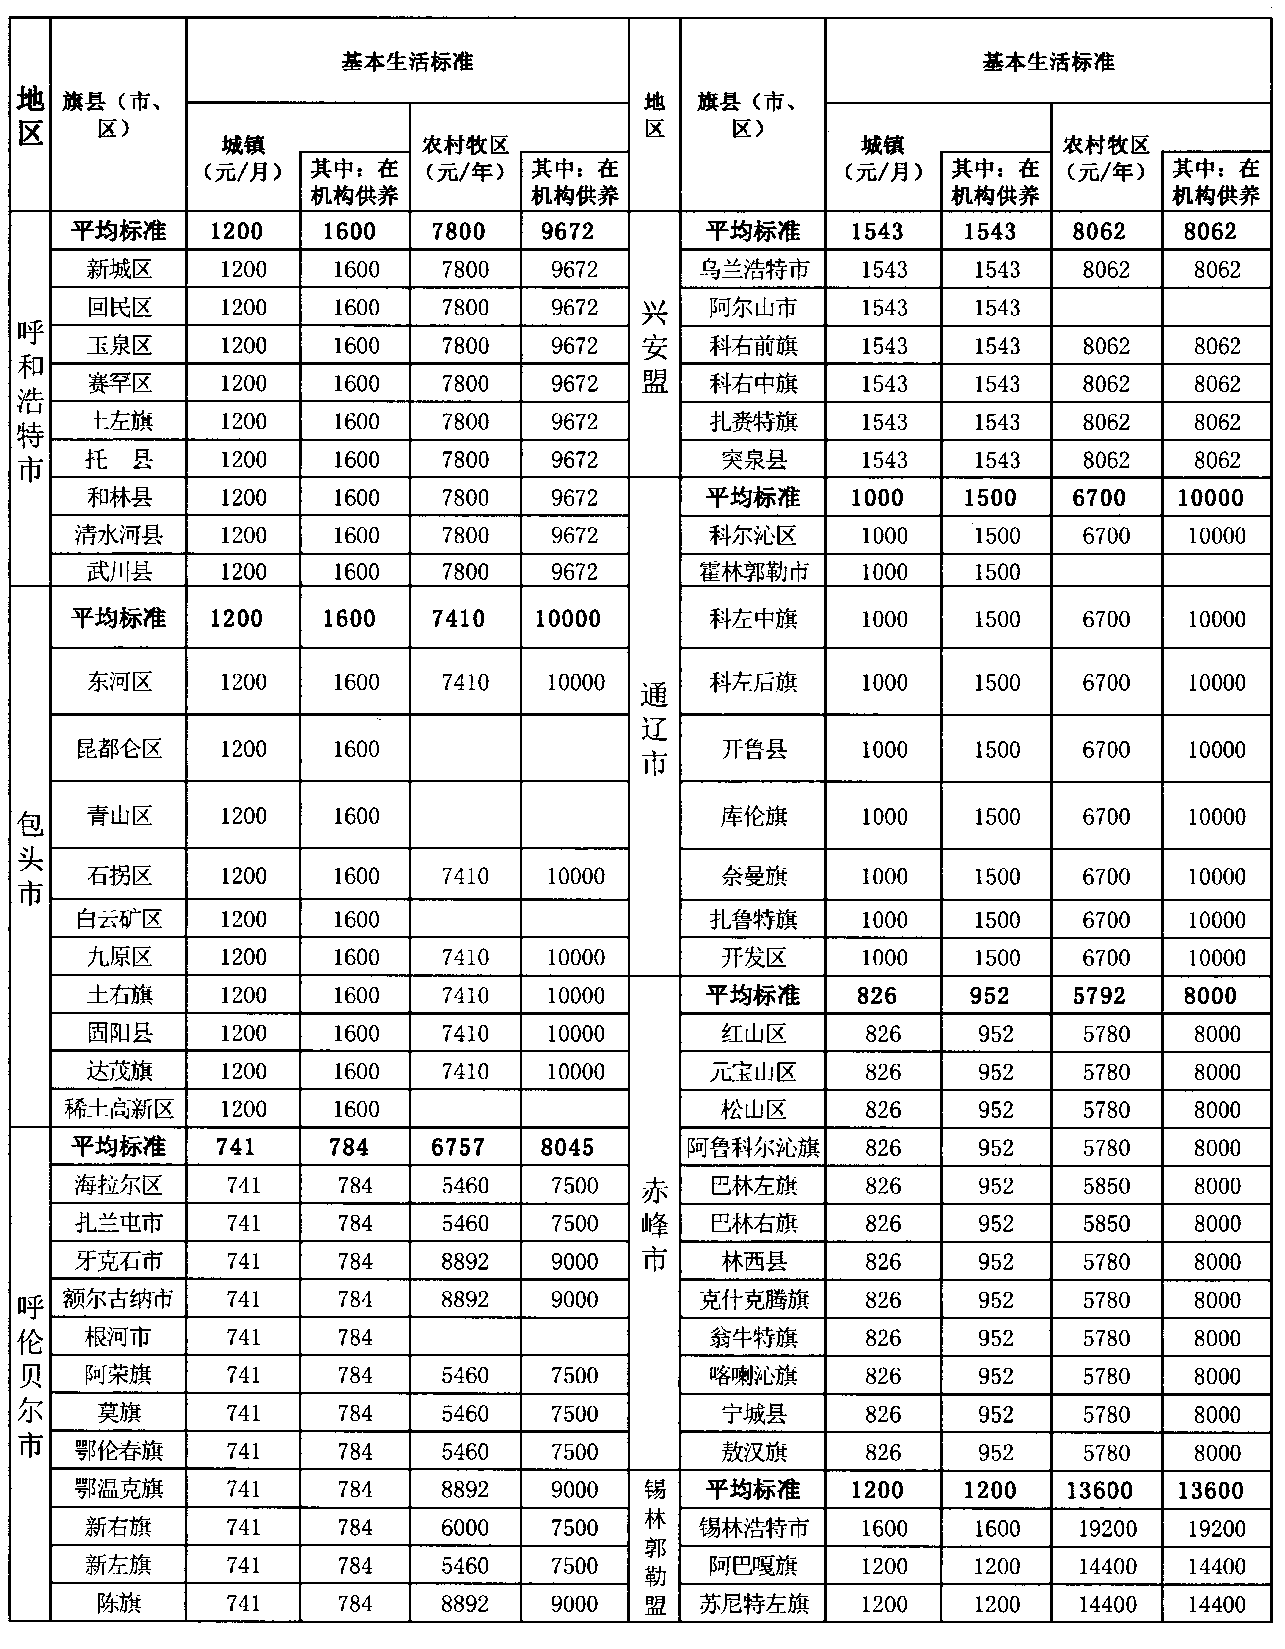 地区 旗县（市、区） 基本生活标准 地区 旗县（市、区） 基本生活标准
城镇（元/月） 其中：在机构供养 农村牧区（元/年） 其中：在机构供养 城镇（元/月） 其中：在机构供养 农村牧区（元/年） 其中：在机构供养
呼和浩特市 平均标准 1200 1600 7800 9672 兴安盟 平均标准 1543 1543 8062 8062
新城区 1200 1600 7800 9672 乌兰浩特市 1543 1543 8062 8062
回民区 1200 1600 7800 9672 阿尔山市 1543 1543
玉泉区 1200 1600 7800 9672 科右前旗 1543 1543 8062 8062
赛罕区 1200 1600 7800 9672 科右中旗 1543 1543 8062 8062
土左旗 1200 1600 7800 9672 扎赉特旗 1543 1543 8062 8062
托 县 1200 1600 7800 9672 突泉县 1543 1543 8062 8062
和林县 1200 1600 7800 9672 通辽市 平均标准 1000 1500 6700 10000
清水河县 1200 1600 7800 9672 科尔沁区 1000 1500 6700 10000
武川县 1200 1600 7800 9672 霍林郭勒市 1000 1500
包头市 平均标准 1200 1600 7410 10000 科左中旗 1000 1500 6700 10000
东河区 1200 1600 7410 10000 科左后旗 1000 1500 6700 10000
昆都仑区 1200 1600 开鲁县 1000 1500 6700 10000
青山区 1200 1600 库伦旗 1000 1500 6700 10000
石拐区 1200 1600 7410 10000 奈曼旗 1000 1500 6700 10000
白云矿区 1200 1600 扎鲁特旗 1000 1500 6700 10000
九原区 1200 1600 7410 10000 开发区 1000 1500 6700 10000
土右旗 1200 1600 7410 10000 赤峰市 平均标准 826 952 5792 8000
固阳县 1200 1600 7410 10000 红山区 826 952 5780 8000
达茂旗 1200 1600 7410 10000 元宝山区 826 952 5780 8000
稀土高新区 1200 1600 松山区 826 952 5780 8000
呼伦贝尔市 平均标准 741 784 6757 8045 阿鲁科尔沁旗 826 952 5780 8000
海拉尔区 741 784 5460 7500 巴林左旗 826 952 5850 8000
扎兰屯市 741 784 5460 7500 巴林右旗 826 952 5850 8000
牙克石市 741 784 8892 9000 林西县 826 952 5780 8000
额尔古纳市 741 784 8892 9000 克什克腾旗 826 952 5780 8000
根河市 741 784 翁牛特旗 826 952 5780 8000
阿荣旗 741 784 5460 7500 喀喇沁旗 826 952 5780 8000
莫旗 741 784 5460 7500 宁城县 826 952 5780 8000
鄂伦春旗 741 784 5460 7500 敖汉旗 826 952 5780 8000
鄂温克旗 741 784 8892 9000 锡林郭勒盟 平均标准 1200 1200 13600 13600
新右旗 741 784 6000 7500 锡林浩特市 1600 1600 19200 19200
新左旗 741 784 5460 7500 阿巴嘎旗 1200 1200 14400 14400
陈旗 741 784 8892 9000 苏尼特左旗 1200 1200 14400 14400